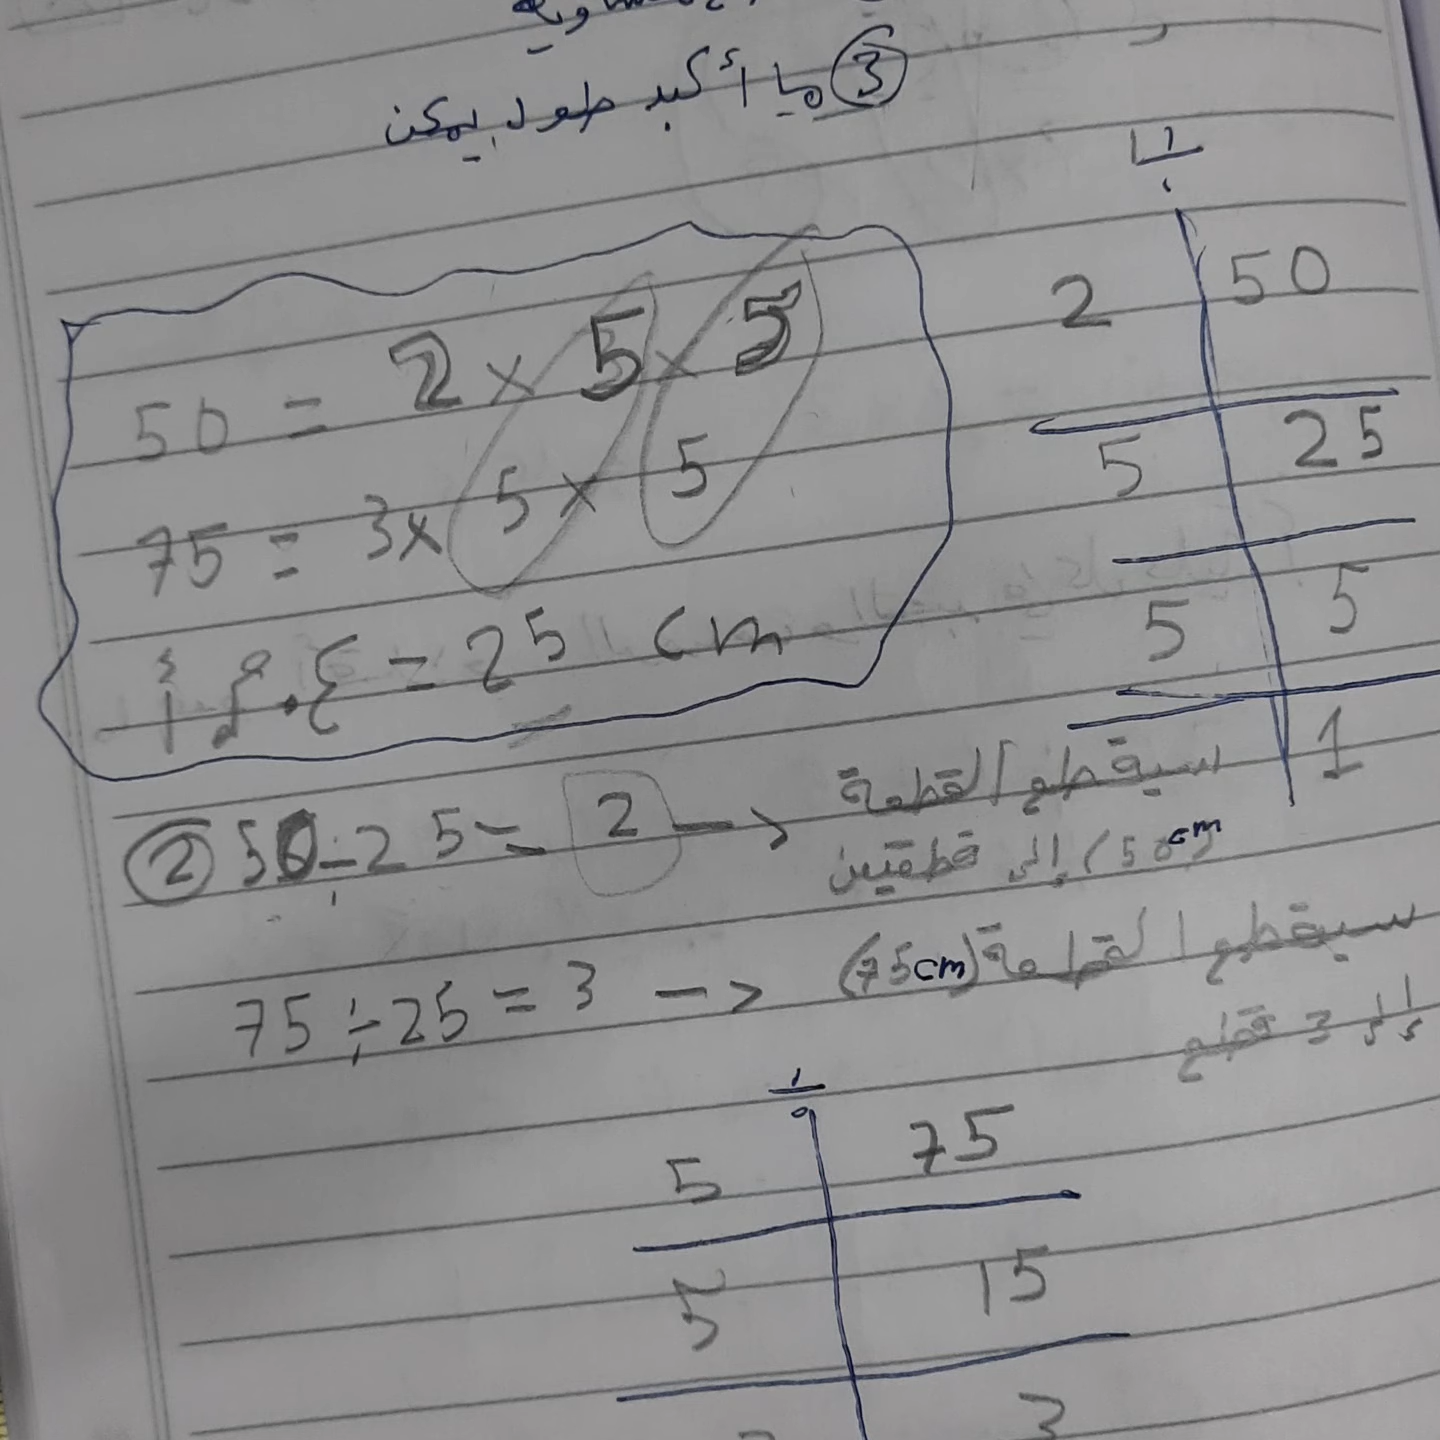 ③ ما أكبر طول يمكن
÷
2 | 50
5 | 25
5 | 5
1
50 = 2 × 5 × 5
75 = 3 × 5 × 5
ع.م.أ = 25 cm
② 50 ÷ 25 = 2 --> سيقطع القطعة
(50cm) إلى قطعتين
75 ÷ 25 = 3 --> سيقطع القطعة (75cm)
إلى 3 قطع
÷
5 | 75
5 | 15
3